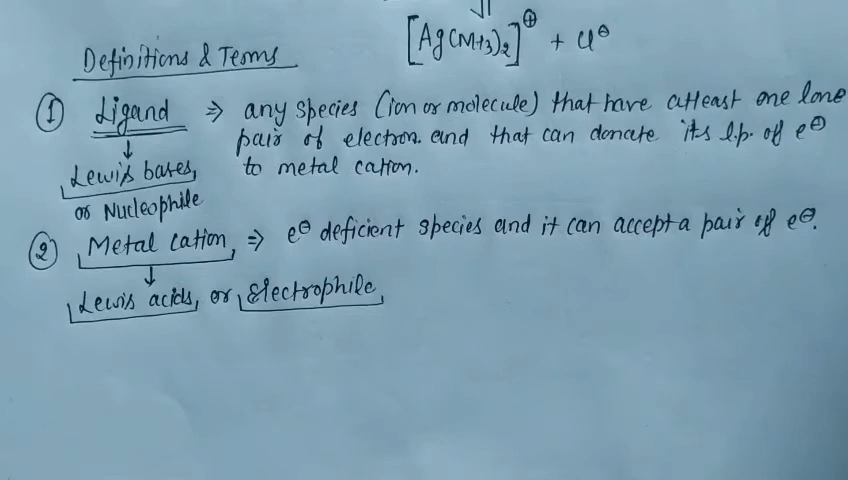 [Ag(NH3)2]⊕ + Cl⊖
Definitions & Terms
① Ligand ⇒ any species (ion or molecule) that have atleast one lone
pair of electron. and that can donate its l.p. of e⊖
to metal cation.
↓
Lewis bases,
or Nucleophile
② Metal cation, ⇒ e⊖ deficient species and it can accept a pair of e⊖.
↓
Lewis acids, or Electrophile,